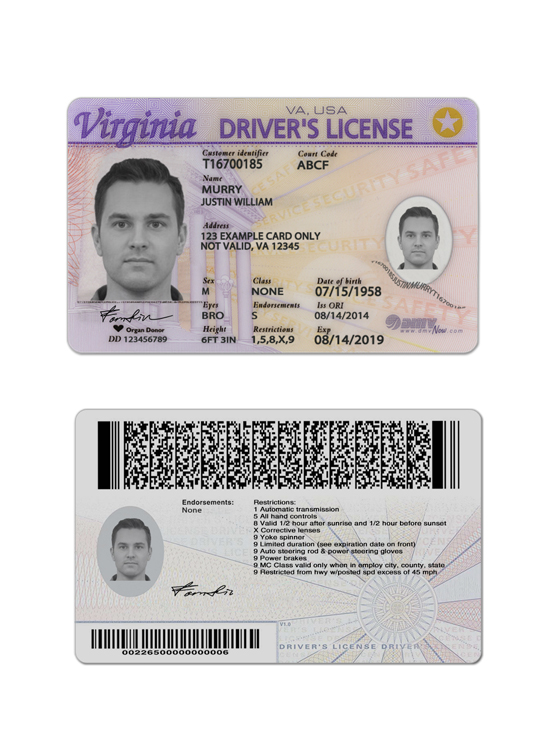 Virginia
VA, USA
DRIVER'S LICENSE
Customer identifier
T16700185
Court Code
ABCF
Name
MURRY
JUSTIN WILLIAM
Address
123 EXAMPLE CARD ONLY
NOT VALID, VA 12345
Sex
M
Class
NONE
Date of birth
07/15/1958
Eyes
BRO
Endorsements
S
Iss ORI
08/14/2014
Height
6FT 3IN
Restrictions
1,5,8,X,9
Exp
08/14/2019
Organ Donor
DD 123456789
SERVICE SECURITY SAFETY
DMV
www.dmvNow.com
Endorsements:
None
Restrictions:
1 Automatic transmission
5 All hand controls
8 Valid 1/2 hour after sunrise and 1/2 hour before sunset
X Corrective lenses
9 Yoke spinner
9 Limited duration (see expiration date on front)
9 Auto steering rod & power steering gloves
9 Power brakes
9 MC Class valid only when in employ city, county, state
9 Restricted from hwy w/posted spd excess of 45 mph
V1.0
00226500000000006
DRIVER'S LICENSE DRIVER'S